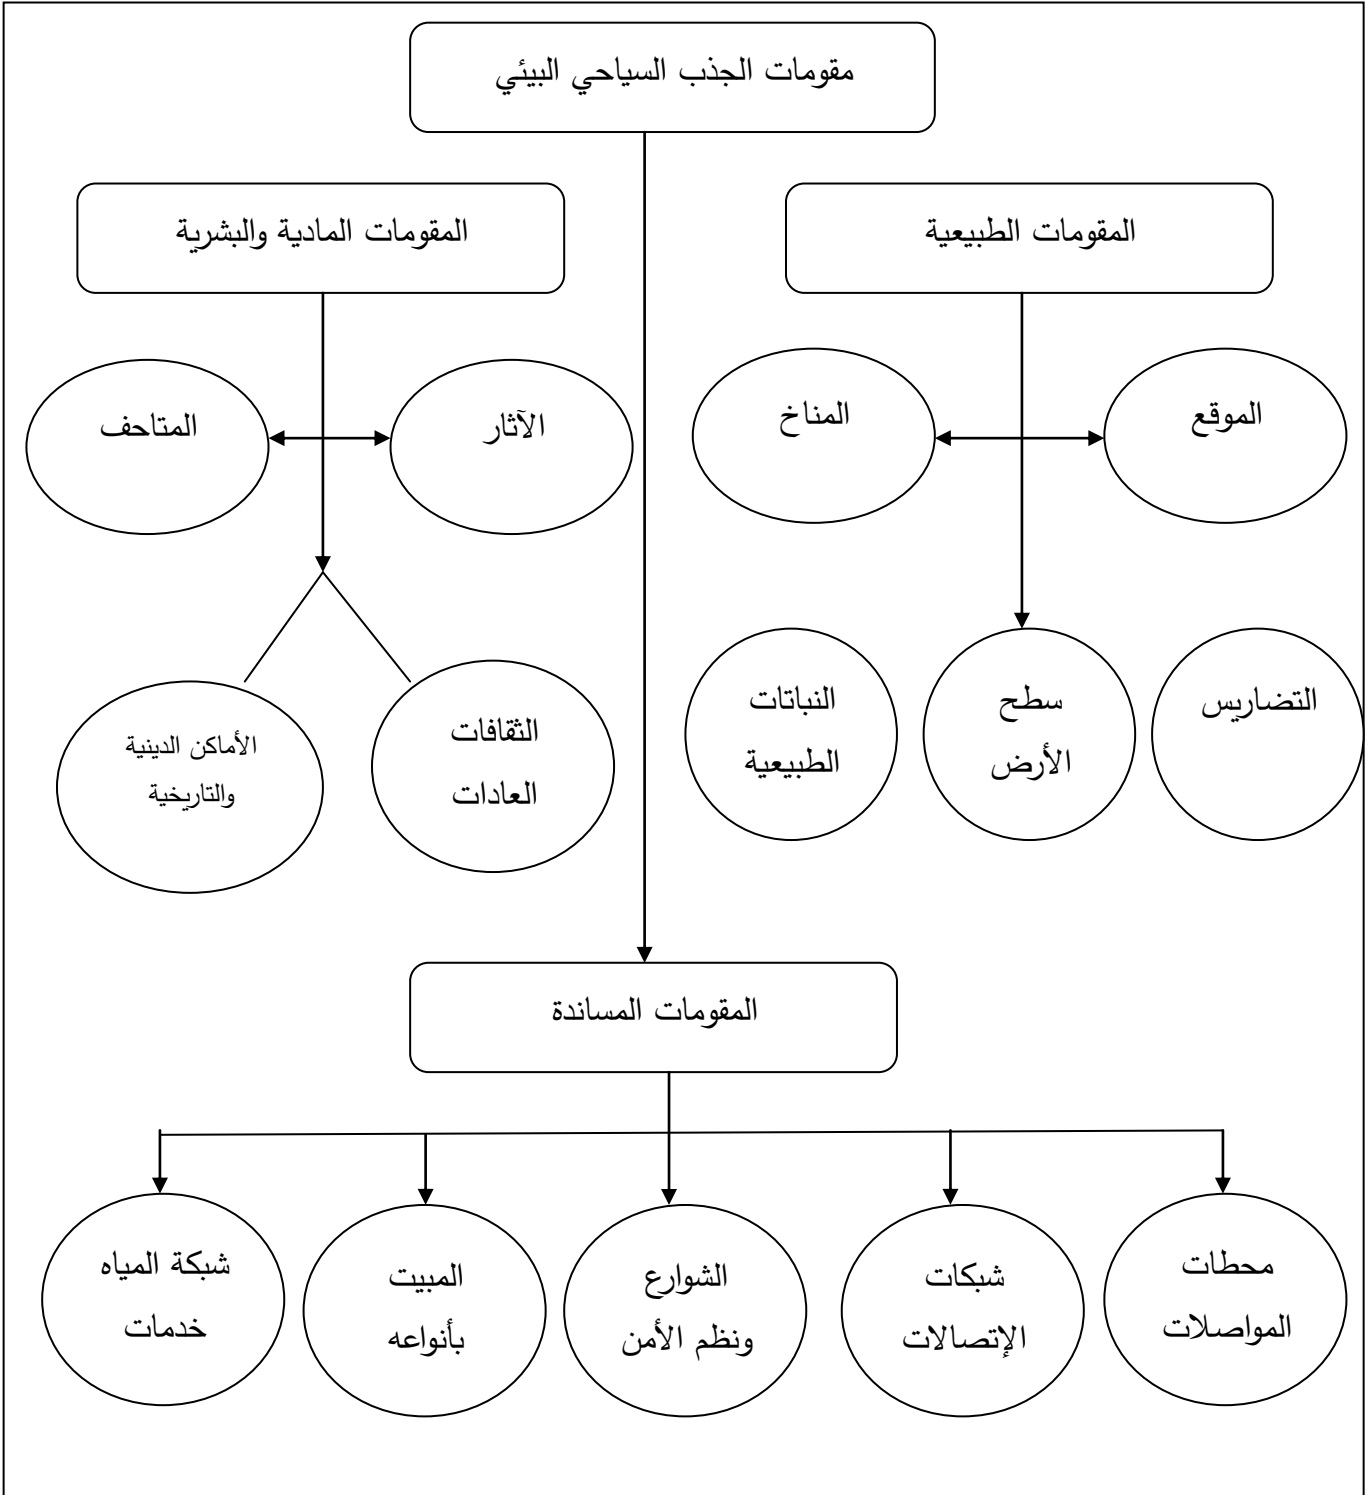 مقومات الجذب السياحي البيئي
المقومات الطبيعية
المقومات المادية والبشرية
الموقع
المناخ
الآثار
المتاحف
التضاريس
سطح
الأرض
النباتات
الطبيعية
الثقافات
العادات
الأماكن الدينية
والتاريخية
المقومات المساندة
محطات
المواصلات
شبكات
الإتصالات
الشوارع
ونظم الأمن
المبيت
بأنواعه
شبكة المياه
خدمات